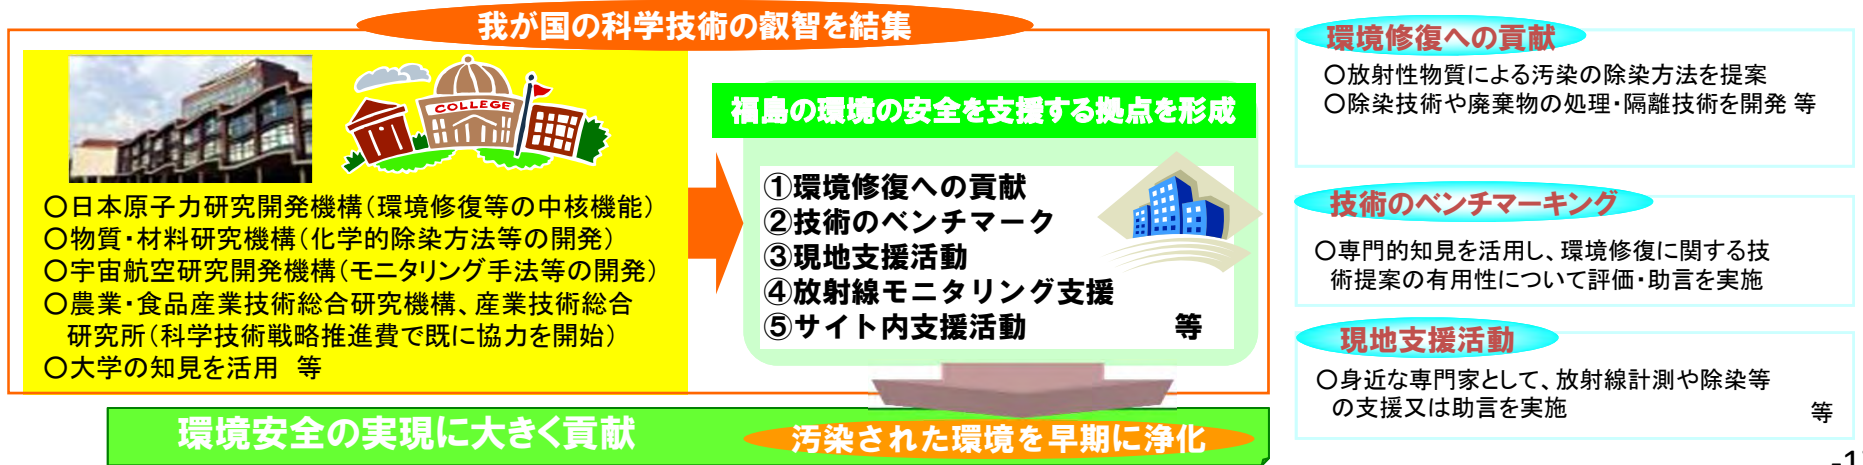 我が国の科学技術の叡智を結集
COLLEGE
〇日本原子力研究開発機構(環境修復等の中核機能)
〇物質・材料研究機構(化学的除染方法等の開発)
〇宇宙航空研究開発機構(モニタリング手法等の開発)
〇農業・食品産業技術総合研究機構、産業技術総合
研究所(科学技術戦略推進費で既に協力を開始)
〇大学の知見を活用 等
福島の環境の安全を支援する拠点を形成
①環境修復への貢献
②技術のベンチマーク
③現地支援活動
④放射線モニタリング支援
⑤サイト内支援活動 等
環境安全の実現に大きく貢献
汚染された環境を早期に浄化
環境修復への貢献
〇放射性物質による汚染の除染方法を提案
〇除染技術や廃棄物の処理・隔離技術を開発 等
技術のベンチマーキング
〇専門的知見を活用し、環境修復に関する技
術提案の有用性について評価・助言を実施
現地支援活動
〇身近な専門家として、放射線計測や除染等
の支援又は助言を実施 等